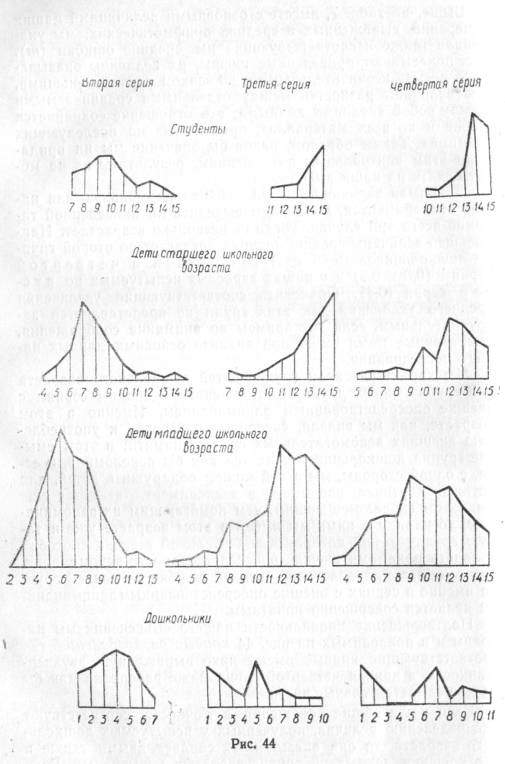 Вторая серия Третья серия Четвертая серия
Студенты
7 8 9 10 11 12 13 14 15 11 12 13 14 15 10 11 12 13 14 15
Дети старшего школьного
возраста
4 5 6 7 8 9 10 11 12 13 14 15 7 8 9 10 11 12 13 14 15 5 6 7 8 9 10 11 12 13 14 15
Дети младшего школьного
возраста
2 3 4 5 6 7 8 9 10 11 12 13 4 5 6 7 8 9 10 11 12 13 14 15 4 5 6 7 8 9 10 11 12 13 14 15
Дошкольники
1 2 3 4 5 6 7 1 2 3 4 5 6 7 8 9 10 1 2 3 4 5 6 7 8 9 10 11
Рис. 44